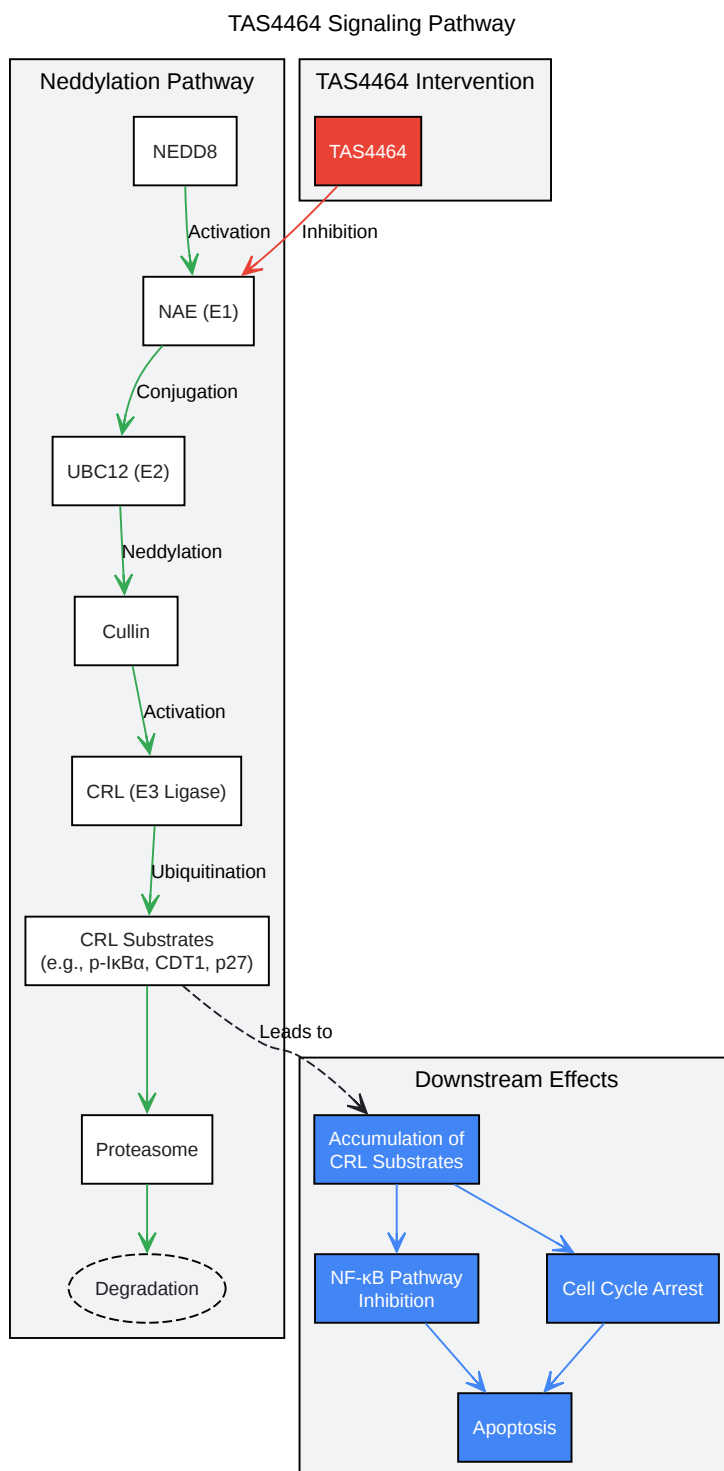 TAS4464 Signaling Pathway
Neddylation Pathway
TAS4464 Intervention
NEDD8
TAS4464
Activation
Inhibition
NAE (E1)
Conjugation
UBC12 (E2)
Neddylation
Cullin
Activation
CRL (E3 Ligase)
Ubiquitination
CRL Substrates
(e.g., p-IκBα, CDT1, p27)
Leads to
Downstream Effects
Proteasome
Accumulation of
CRL Substrates
Degradation
NF-κB Pathway
Inhibition
Cell Cycle Arrest
Apoptosis